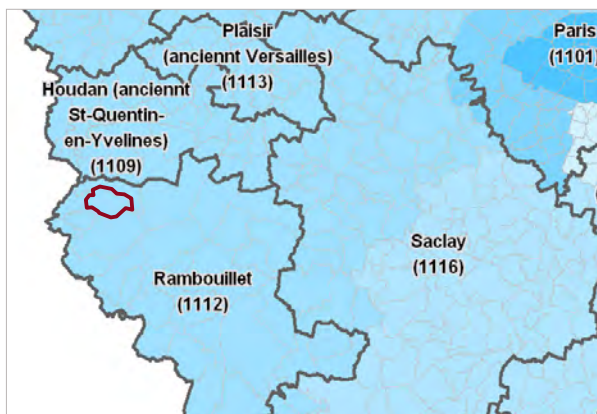 Plaisir
(anciennt Versailles)
(1113)
Paris
(1101)
Houdan (anciennt
St-Quentin-
en-Yvelines)
(1109)
Saclay
(1116)
Rambouillet
(1112)